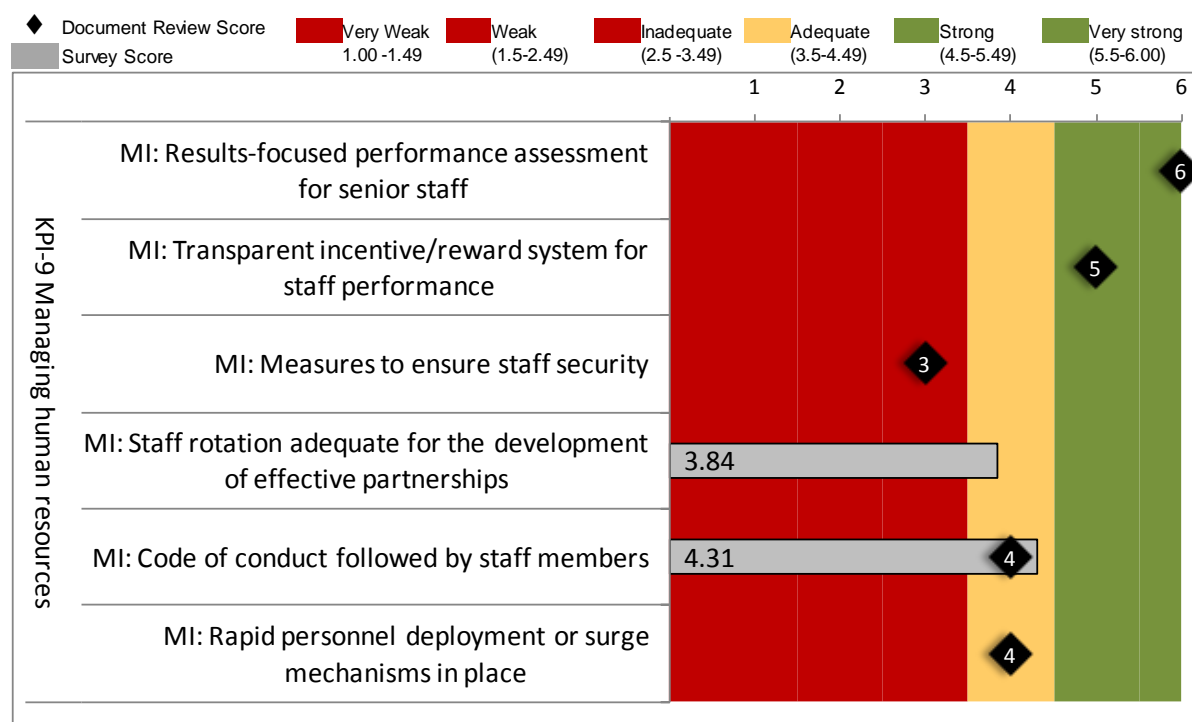 Document Review Score
Survey Score
Very Weak
1.00 -1.49
Weak
(1.5-2.49)
Inadequate
(2.5 -3.49)
Adequate
(3.5-4.49)
Strong
(4.5-5.49)
Very strong
(5.5-6.00)
1 2 3 4 5 6
KPI-9 Managing human resources
MI: Results-focused performance assessment
for senior staff
6
MI: Transparent incentive/reward system for
staff performance
5
MI: Measures to ensure staff security
3
MI: Staff rotation adequate for the development
of effective partnerships
3.84
MI: Code of conduct followed by staff members
4.31
4
MI: Rapid personnel deployment or surge
mechanisms in place
4